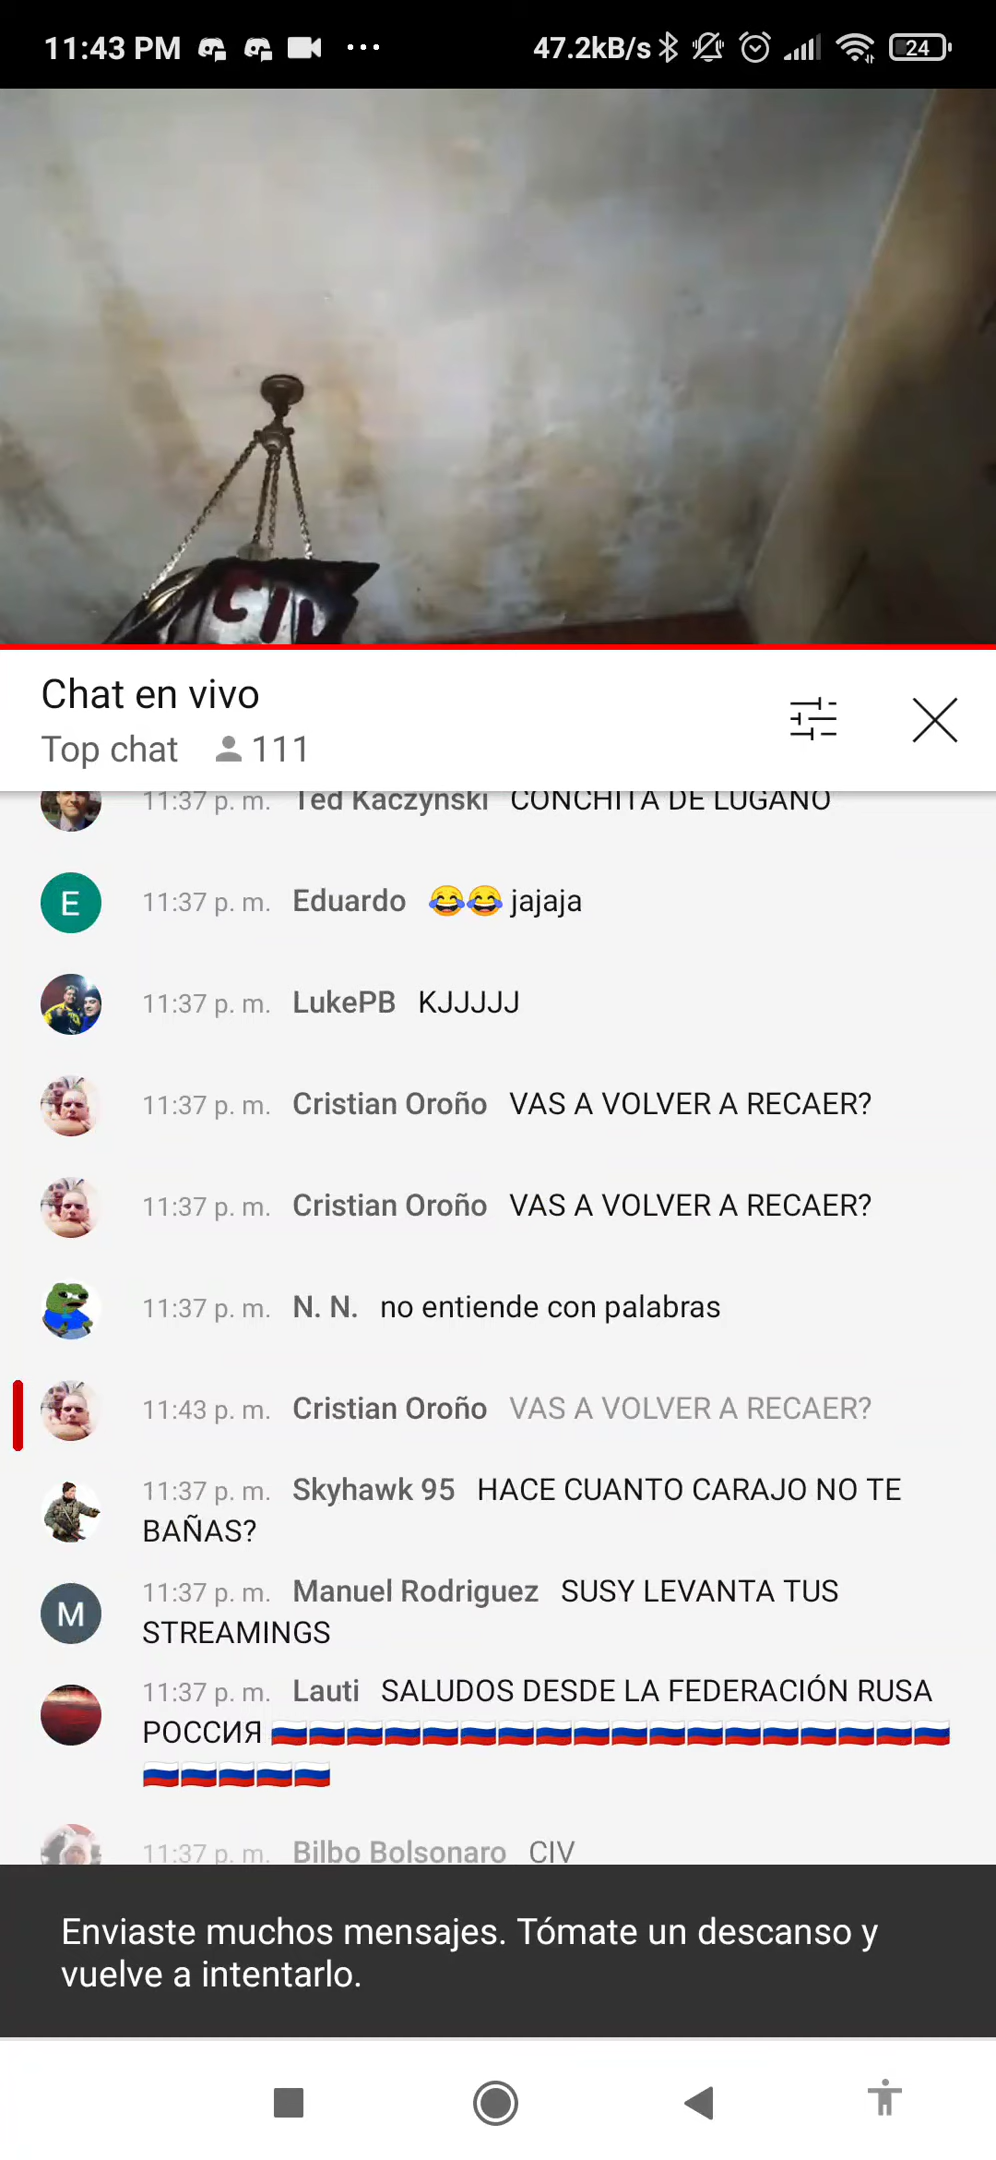 11:43 PM 47.2kB/s 24
CIV
Chat en vivo
Top chat 111
11:37 p. m. Ted Kaczynski CONCHITA DE LUGANO
E 11:37 p. m. Eduardo 😂😂 jajaja
11:37 p. m. LukePB KJJJJJ
11:37 p. m. Cristian Oroño VAS A VOLVER A RECAER?
11:37 p. m. Cristian Oroño VAS A VOLVER A RECAER?
11:37 p. m. N. N. no entiende con palabras
11:43 p. m. Cristian Oroño VAS A VOLVER A RECAER?
11:37 p. m. Skyhawk 95 HACE CUANTO CARAJO NO TE
BAÑAS?
M 11:37 p. m. Manuel Rodriguez SUSY LEVANTA TUS
STREAMINGS
11:37 p. m. Lauti SALUDOS DESDE LA FEDERACIÓN RUSA
РОССИЯ 🇷🇺🇷🇺🇷🇺🇷🇺🇷🇺🇷🇺🇷🇺🇷🇺🇷🇺🇷🇺🇷🇺🇷🇺🇷🇺🇷🇺🇷🇺🇷🇺🇷🇺🇷🇺
🇷🇺🇷🇺🇷🇺🇷🇺🇷🇺
11:37 p. m. Bilbo Bolsonaro CIV
Enviaste muchos mensajes. Tómate un descanso y
vuelve a intentarlo.